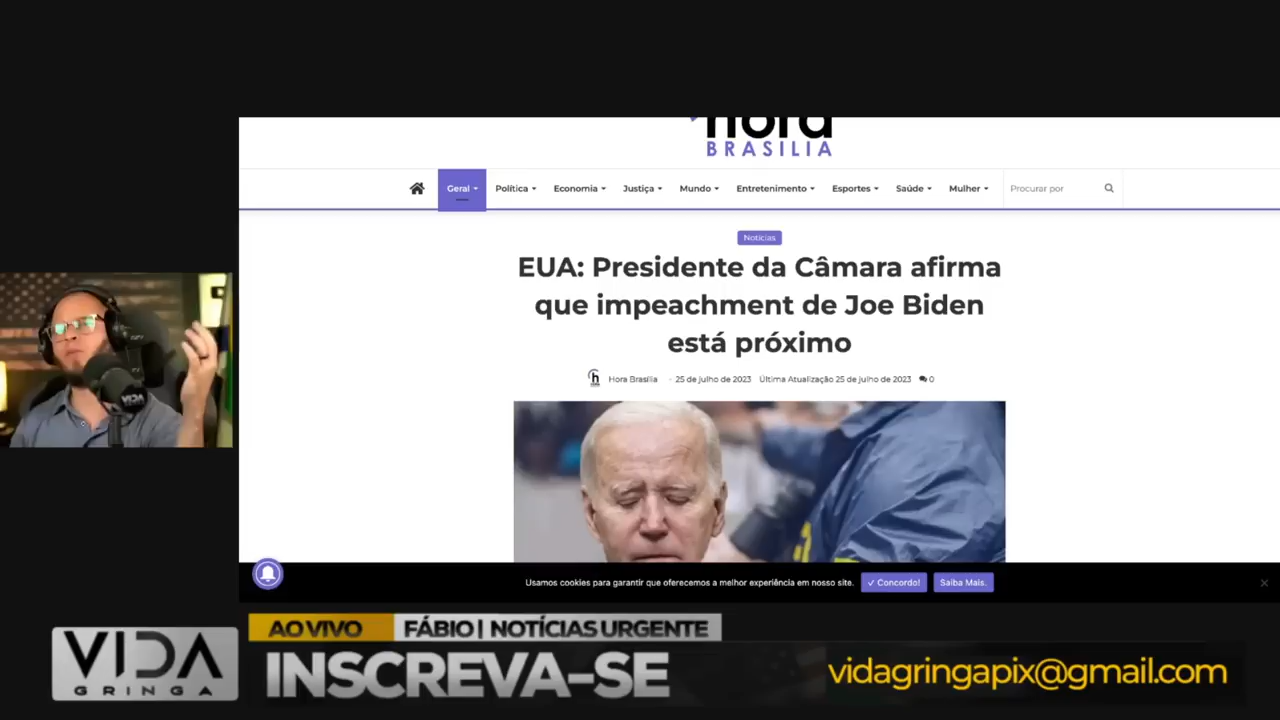 hora
BRASILIA
Geral Política Economia Justiça Mundo Entretenimento Esportes Saúde Mulher Procurar por
Notícias
EUA: Presidente da Câmara afirma
que impeachment de Joe Biden
está próximo
Hora Brasília - 25 de julho de 2023 Última Atualização 25 de julho de 2023 0
Usamos cookies para garantir que oferecemos a melhor experiência em nosso site. ✓ Concordo! Saiba Mais.
AO VIVO FÁBIO | NOTÍCIAS URGENTE
VIDA
GRINGA
INSCREVA-SE
vidagringapix@gmail.com